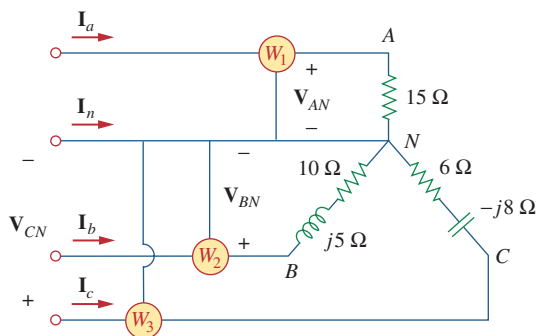 I_a
W_1
A
+
V_AN
15 Ω
I_n
−
N
−
−
10 Ω
6 Ω
V_BN
−j8 Ω
V_CN
I_b
j5 Ω
+
W_2
B
C
+
I_c
W_3